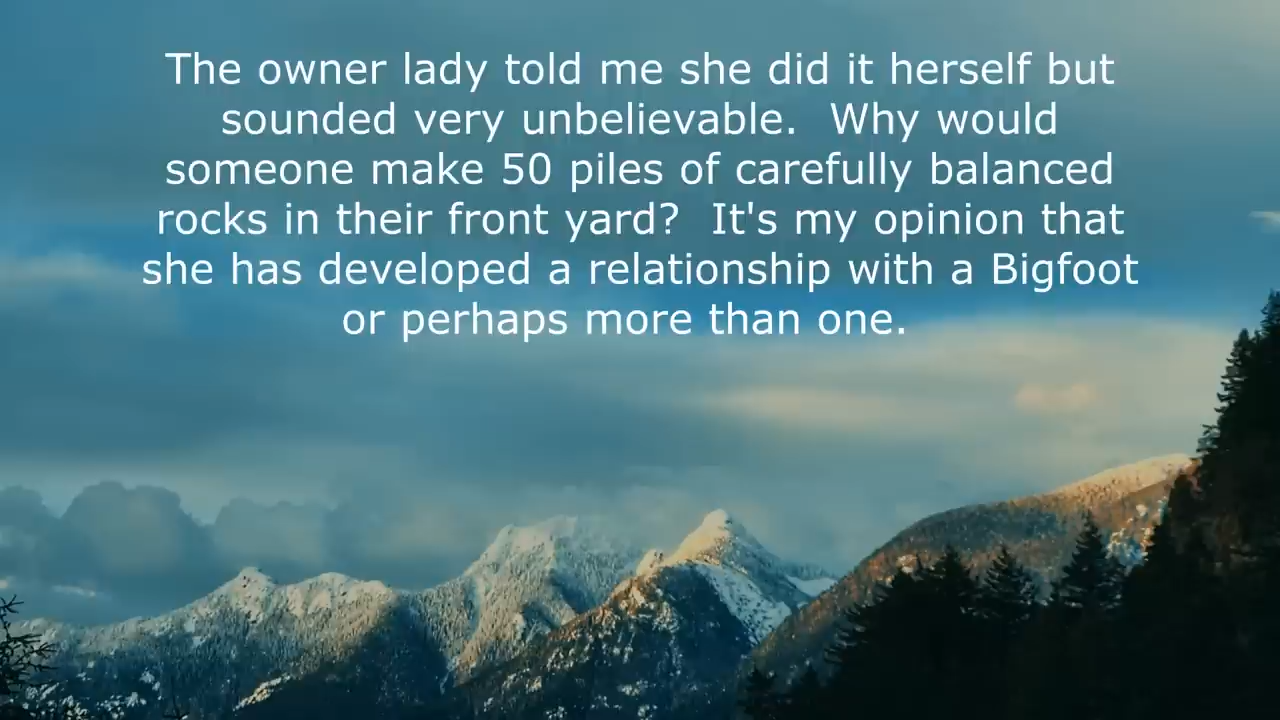 The owner lady told me she did it herself but
sounded very unbelievable.  Why would
someone make 50 piles of carefully balanced
rocks in their front yard?  It's my opinion that
she has developed a relationship with a Bigfoot
or perhaps more than one.